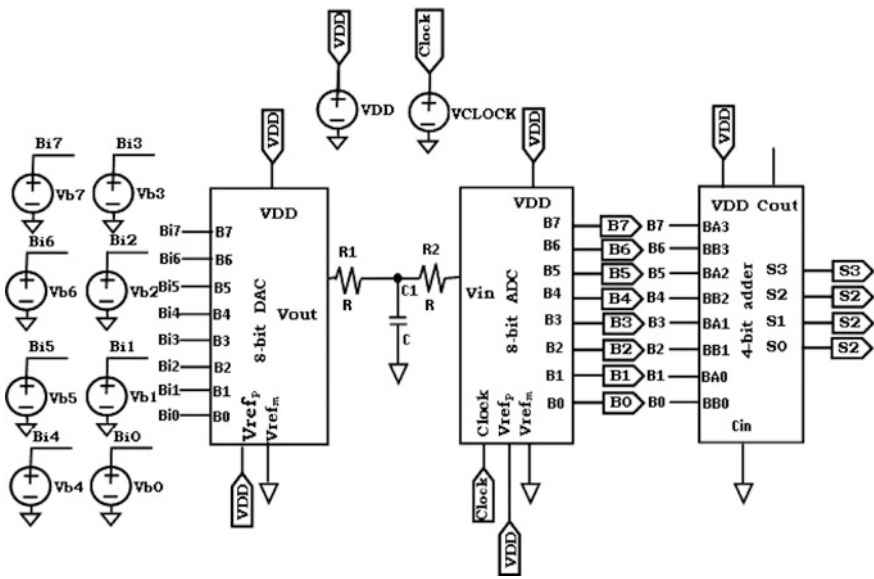 VDD
Clock
VDD
VCLOCK
VDD
VDD
VDD
Bi7
Bi3
Vb7
Vb3
Bi6
Bi2
Vb6
Vb2
Bi5
Bi1
Vb5
Vb1
Bi4
Bi0
Vb4
Vb0
VDD
Bi7 B7
Bi6 B6
Bi5 B5
Bi4 B4
Bi3 B3
Bi2 B2
Bi1 B1
Bi0 B0
8-bit DAC
Vout
Vrefp
Vrefm
VDD
R1
R
C1
C
R2
R
VDD
Vin
8-bit ADC
B7
B6
B5
B4
B3
B2
B1
B0
Clock
Vrefp
Vrefm
Clock
VDD
B7 B7
B6 B6
B5 B5
B4 B4
B3 B3
B2 B2
B1 B1
B0 B0
VDD Cout
BA3
BB3
BA2
BB2
BA1
BB1
BA0
BB0
4-bit adder
Cin
S3 S3
S2 S2
S1 S2
S0 S2